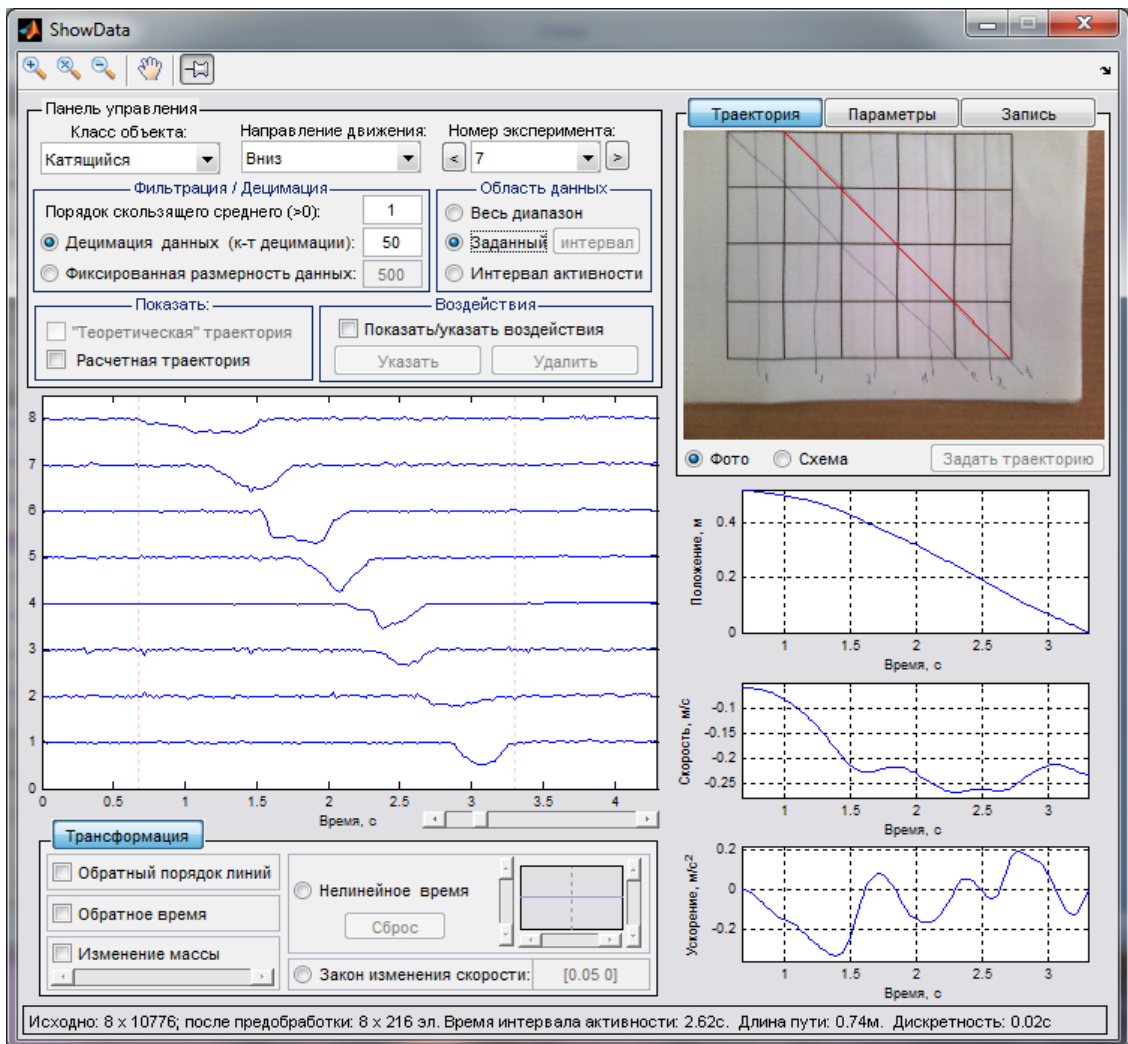 ShowData
Панель управления
Класс объекта: Направление движения: Номер эксперимента:
Катящийся Вниз < 7 >
Фильтрация / Децимация
Порядок скользящего среднего (>0): 1
Децимация данных (к-т децимации): 50
Фиксированная размерность данных: 500
Область данных
Весь диапазон
Заданный интервал
Интервал активности
Показать:
"Теоретическая" траектория
Расчетная траектория
Воздействия
Показать/указать воздействия
Указать Удалить
Траектория Параметры Запись
Фото Схема Задать траекторию
8
7
6
5
4
3
2
1
0
0 0.5 1 1.5 2 2.5 3 3.5 4
Время, с
Положение, м
0.4
0.2
0
1 1.5 2 2.5 3
Время, с
Скорость, м/с
-0.1
-0.15
-0.2
-0.25
1 1.5 2 2.5 3
Время, с
Ускорение, м/с²
0.2
0
-0.2
1 1.5 2 2.5 3
Время, с
Трансформация
Обратный порядок линий
Обратное время
Изменение массы
Нелинейное время
Сброс
Закон изменения скорости: [0.05 0]
Исходно: 8 x 10776; после предобработки: 8 x 216 эл. Время интервала активности: 2.62с. Длина пути: 0.74м. Дискретность: 0.02с